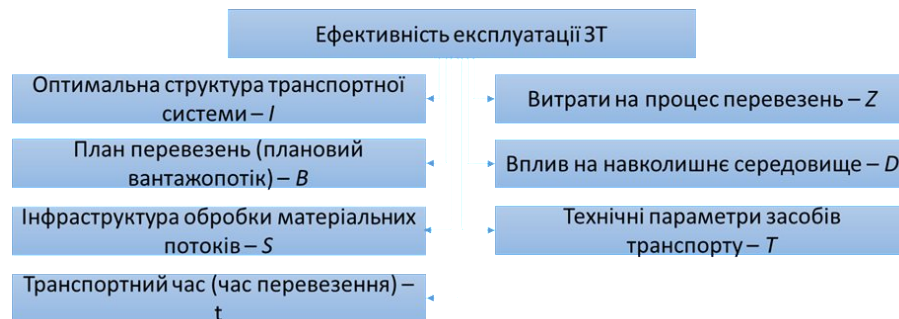 Ефективність експлуатації ЗТ
Оптимальна структура транспортної
системи – I
План перевезень (плановий
вантажопотік) – B
Інфраструктура обробки матеріальних
потоків – S
Транспортний час (час перевезення) –
t
Витрати на процес перевезень – Z
Вплив на навколишнє середовище – D
Технічні параметри засобів
транспорту – T